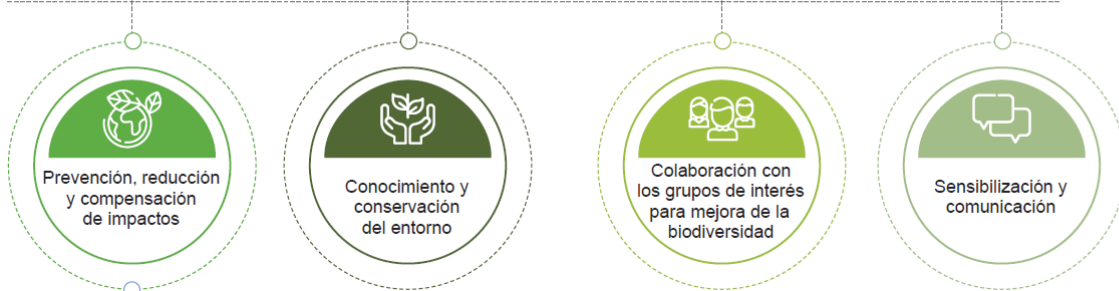 Prevención, reducción
y compensación
de impactos
Conocimiento y
conservación
del entorno
Colaboración con
los grupos de interés
para mejora de la
biodiversidad
Sensibilización y
comunicación